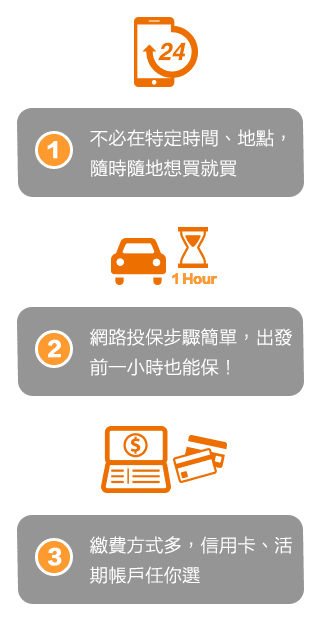 24
1
不必在特定時間、地點，
隨時隨地想買就買
1 Hour
2
網路投保步驟簡單，出發
前一小時也能保！
$
3
繳費方式多，信用卡、活
期帳戶任你選